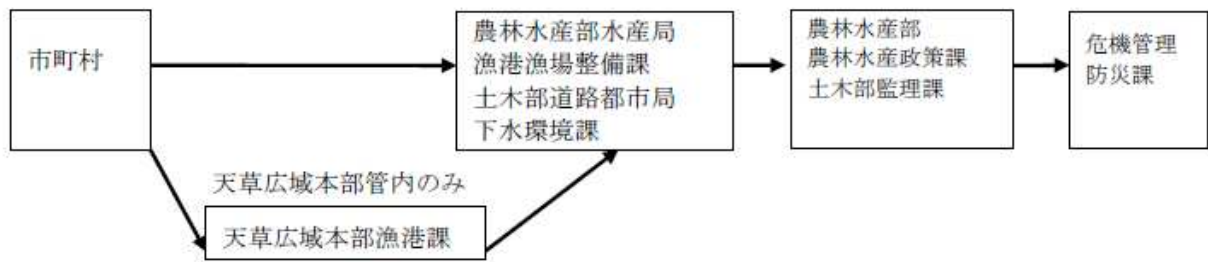 市町村
農林水産部水産局
漁港漁場整備課
土木部道路都市局
下水環境課
農林水産部
農林水産政策課
土木部監理課
危機管理
防災課
天草広域本部管内のみ
天草広域本部漁港課